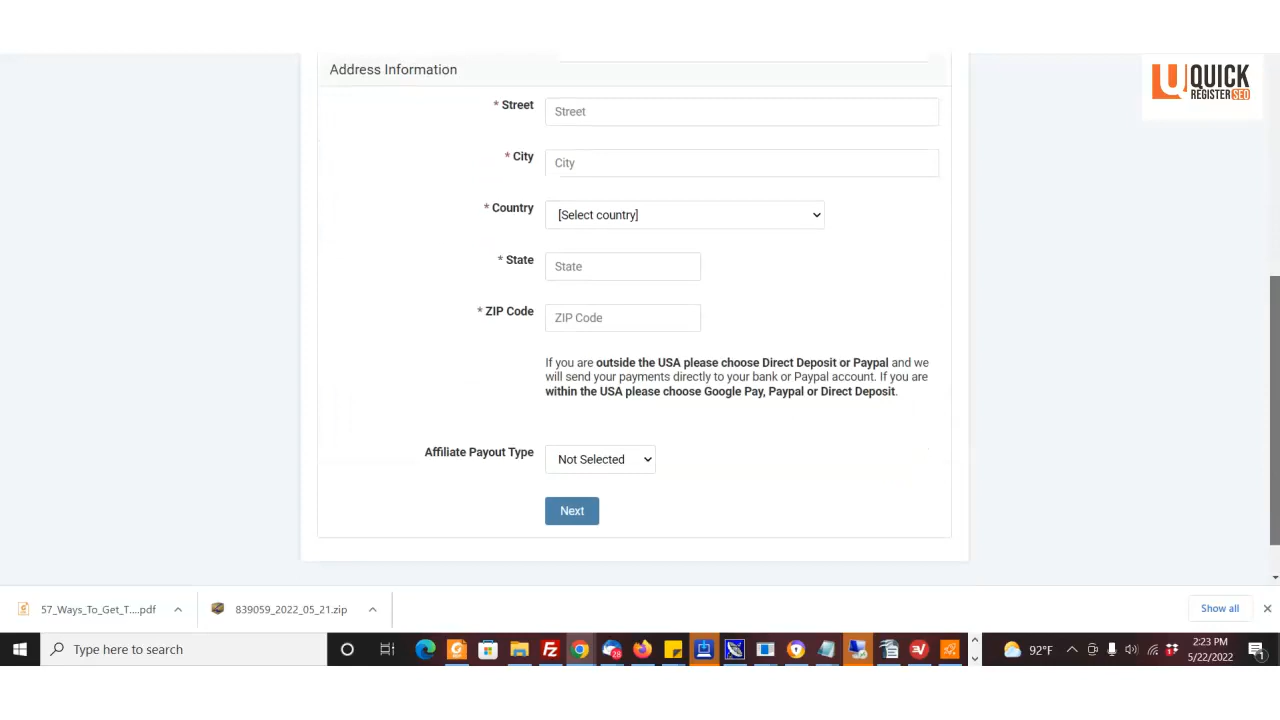 Address Information
QUICK
REGISTER SEO
* Street
Street
* City
City
* Country
[Select country]
* State
State
* ZIP Code
ZIP Code
If you are outside the USA please choose Direct Deposit or Paypal and we
will send your payments directly to your bank or Paypal account. If you are
within the USA please choose Google Pay, Paypal or Direct Deposit.
Affiliate Payout Type
Not Selected
Next
57_Ways_To_Get_T....pdf
839059_2022_05_21.zip
Show all
Type here to search
28
92°F
2:23 PM
5/22/2022
1